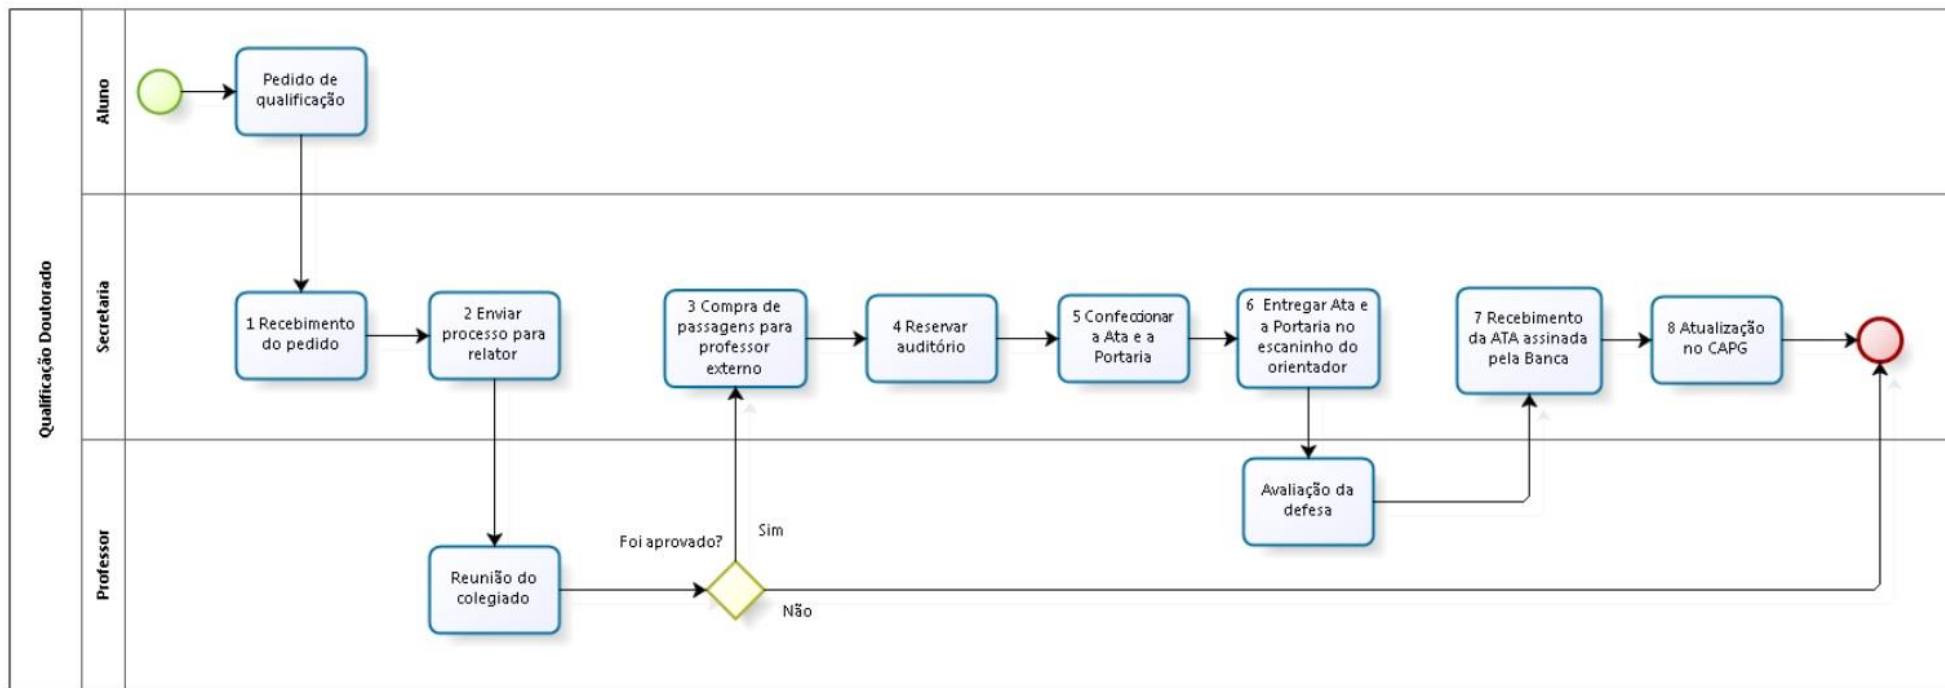 Qualificação Doutorado
Aluno
Pedido de
qualificação
Secretaria
1 Recebimento
do pedido
2 Enviar
processo para
relator
3 Compra de
passagens para
professor
externo
4 Reservar
auditório
5 Confeccionar
a Ata e a
Portaria
6 Entregar Ata e
a Portaria no
escaninho do
orientador
7 Recebimento
da ATA assinada
pela Banca
8 Atualização
no CAPG
Professor
Reunião do
colegiado
Foi aprovado?
Sim
Não
Avaliação da
defesa